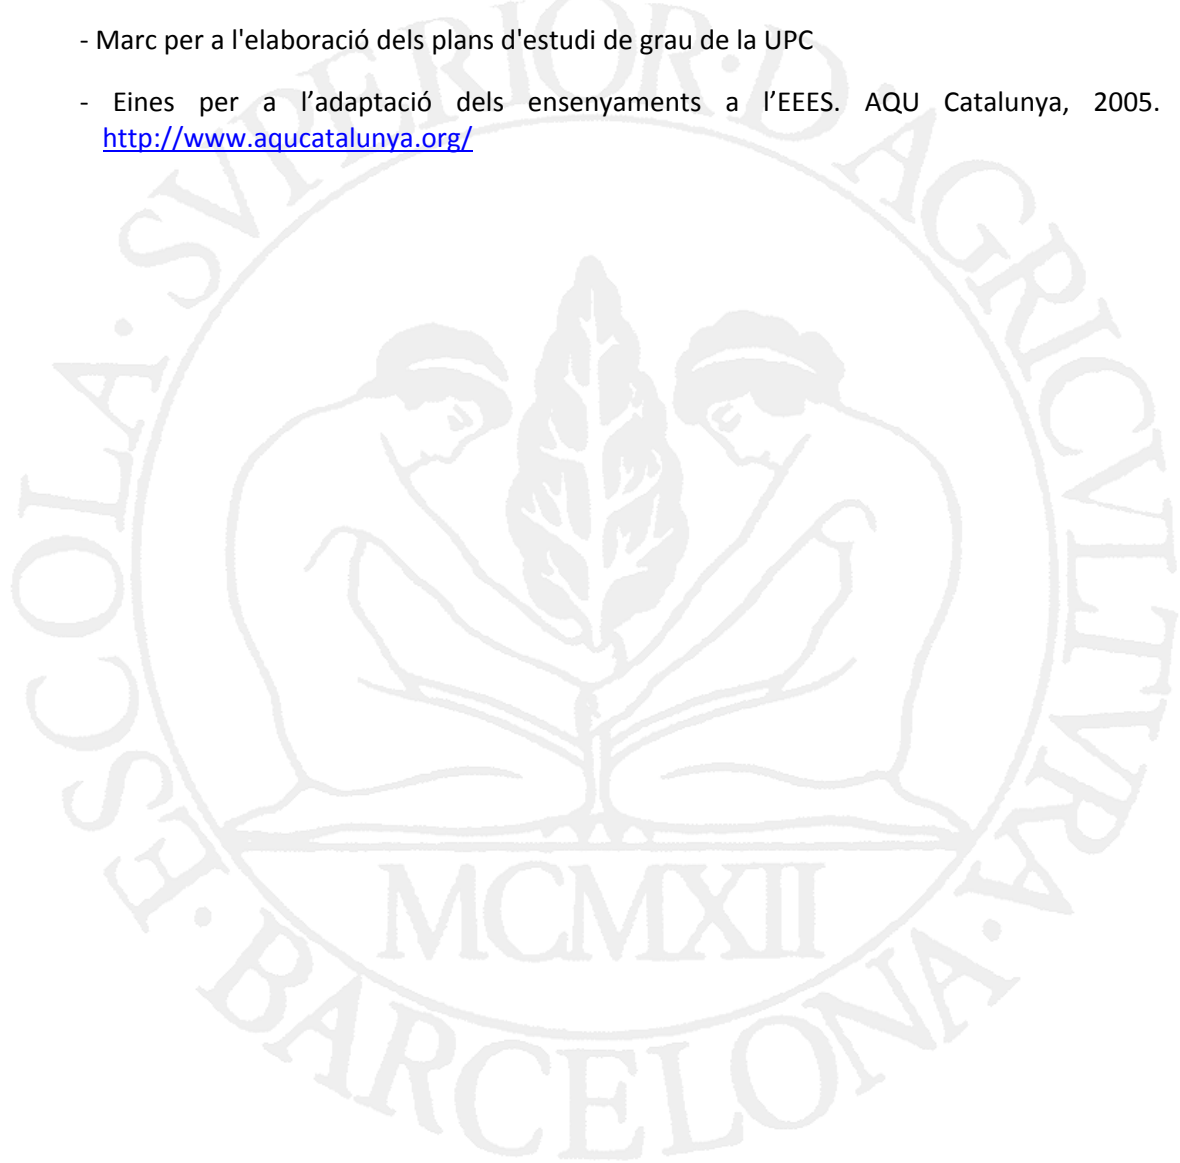 - Marc per a l'elaboració dels plans d'estudi de grau de la UPC
- Eines per a l’adaptació dels ensenyaments a l’EEES. AQU Catalunya, 2005.
http://www.aqucatalunya.org/
ESCOLA · SVPERIOR · D AGRICVLTVRA · BARCELONA ·
MCMXII